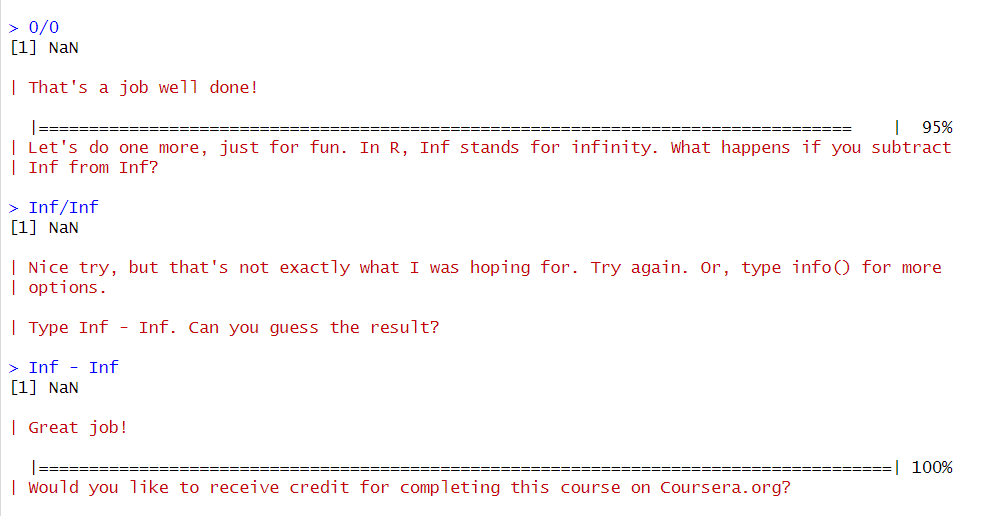 > 0/0
[1] NaN
| That's a job well done!
|================================================================================= | 95%
| Let's do one more, just for fun. In R, Inf stands for infinity. What happens if you subtract
| Inf from Inf?
> Inf/Inf
[1] NaN
| Nice try, but that's not exactly what I was hoping for. Try again. Or, type info() for more
| options.
| Type Inf - Inf. Can you guess the result?
> Inf - Inf
[1] NaN
| Great job!
|=====================================================================================| 100%
| Would you like to receive credit for completing this course on Coursera.org?